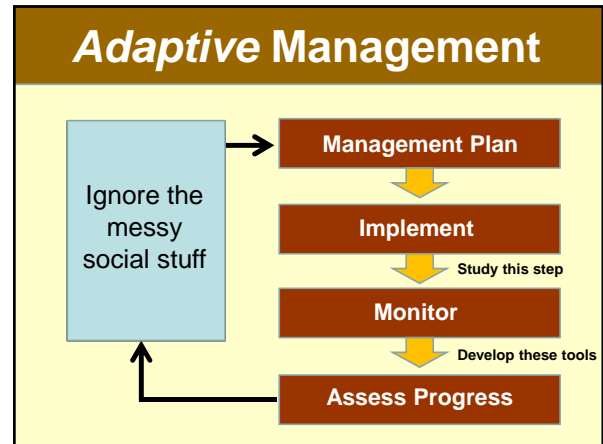 Adaptive Management
Ignore the
messy
social stuff
Management Plan
Implement
Study this step
Monitor
Develop these tools
Assess Progress